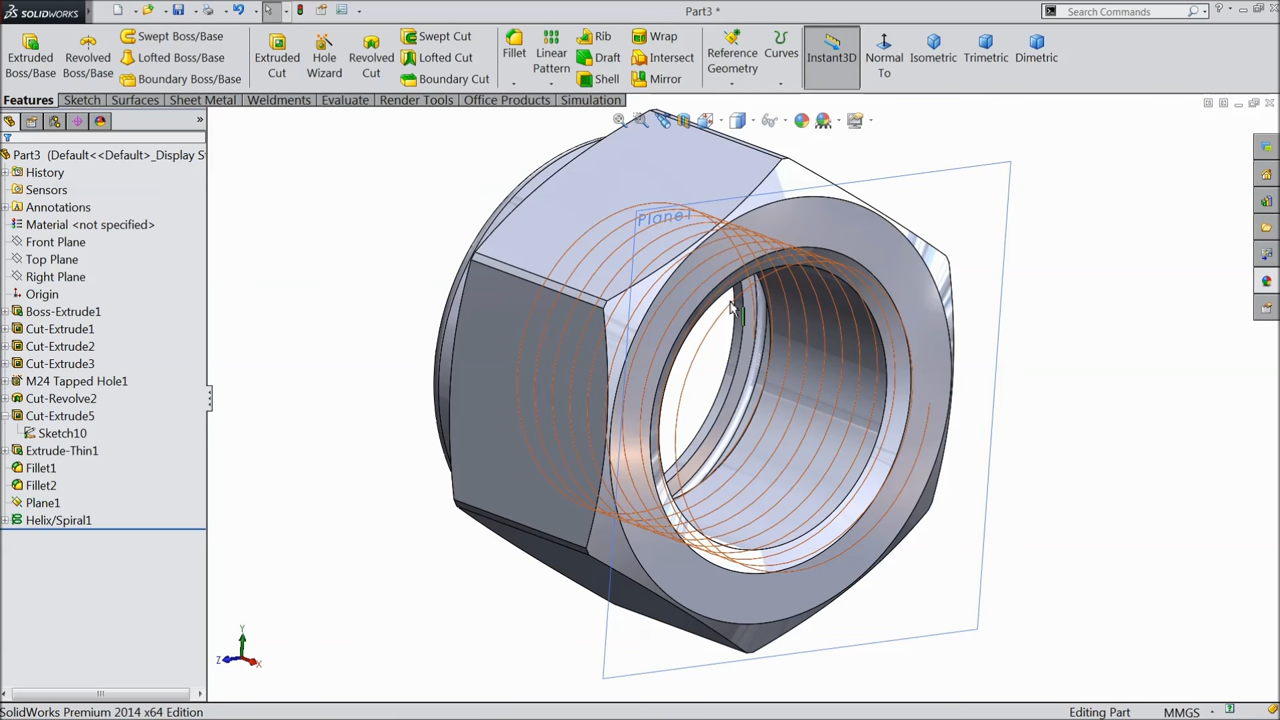 SOLIDWORKS
Part3 *
Search Commands
Extruded Boss/Base
Revolved Boss/Base
Swept Boss/Base
Lofted Boss/Base
Boundary Boss/Base
Extruded Cut
Hole Wizard
Revolved Cut
Swept Cut
Lofted Cut
Boundary Cut
Fillet
Linear Pattern
Rib
Draft
Shell
Wrap
Intersect
Mirror
Reference Geometry
Curves
Instant3D
Normal To
Isometric
Trimetric
Dimetric
Features Sketch Surfaces Sheet Metal Weldments Evaluate Render Tools Office Products Simulation
»
Part3 (Default<<Default>_Display S
History
Sensors
Annotations
Material <not specified>
Front Plane
Top Plane
Right Plane
Origin
Boss-Extrude1
Cut-Extrude1
Cut-Extrude2
Cut-Extrude3
M24 Tapped Hole1
Cut-Revolve2
Cut-Extrude5
Sketch10
Extrude-Thin1
Fillet1
Fillet2
Plane1
Helix/Spiral1
Plane1
Y
Z
X
SolidWorks Premium 2014 x64 Edition
Editing Part
MMGS